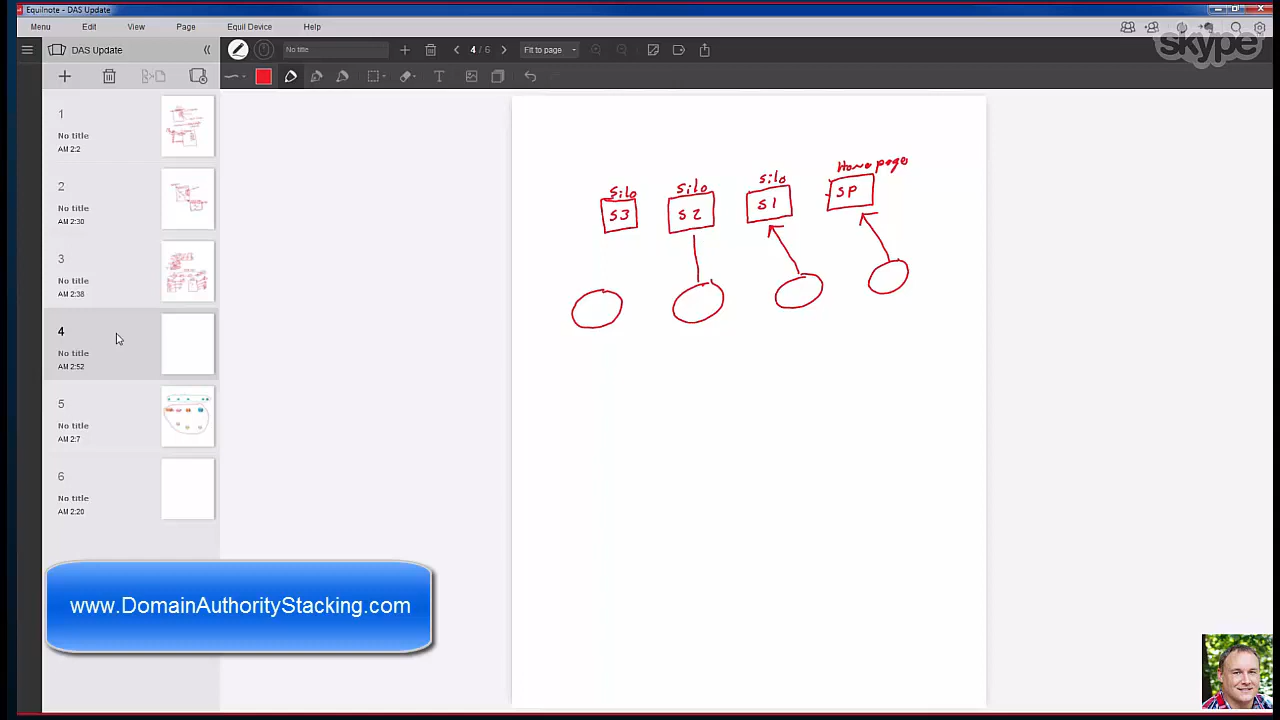 Equilnote - DAS Update
Menu Edit View Page Equil Device Help
skype
DAS Update
No title
4 / 6
Fit to page
T
1
No title
AM 2:2
2
No title
AM 2:30
3
No title
AM 2:38
4
No title
AM 2:52
5
No title
AM 2:7
6
No title
AM 2:20
Home page
silo
silo
silo
SP
S1
S2
S3
www.DomainAuthorityStacking.com